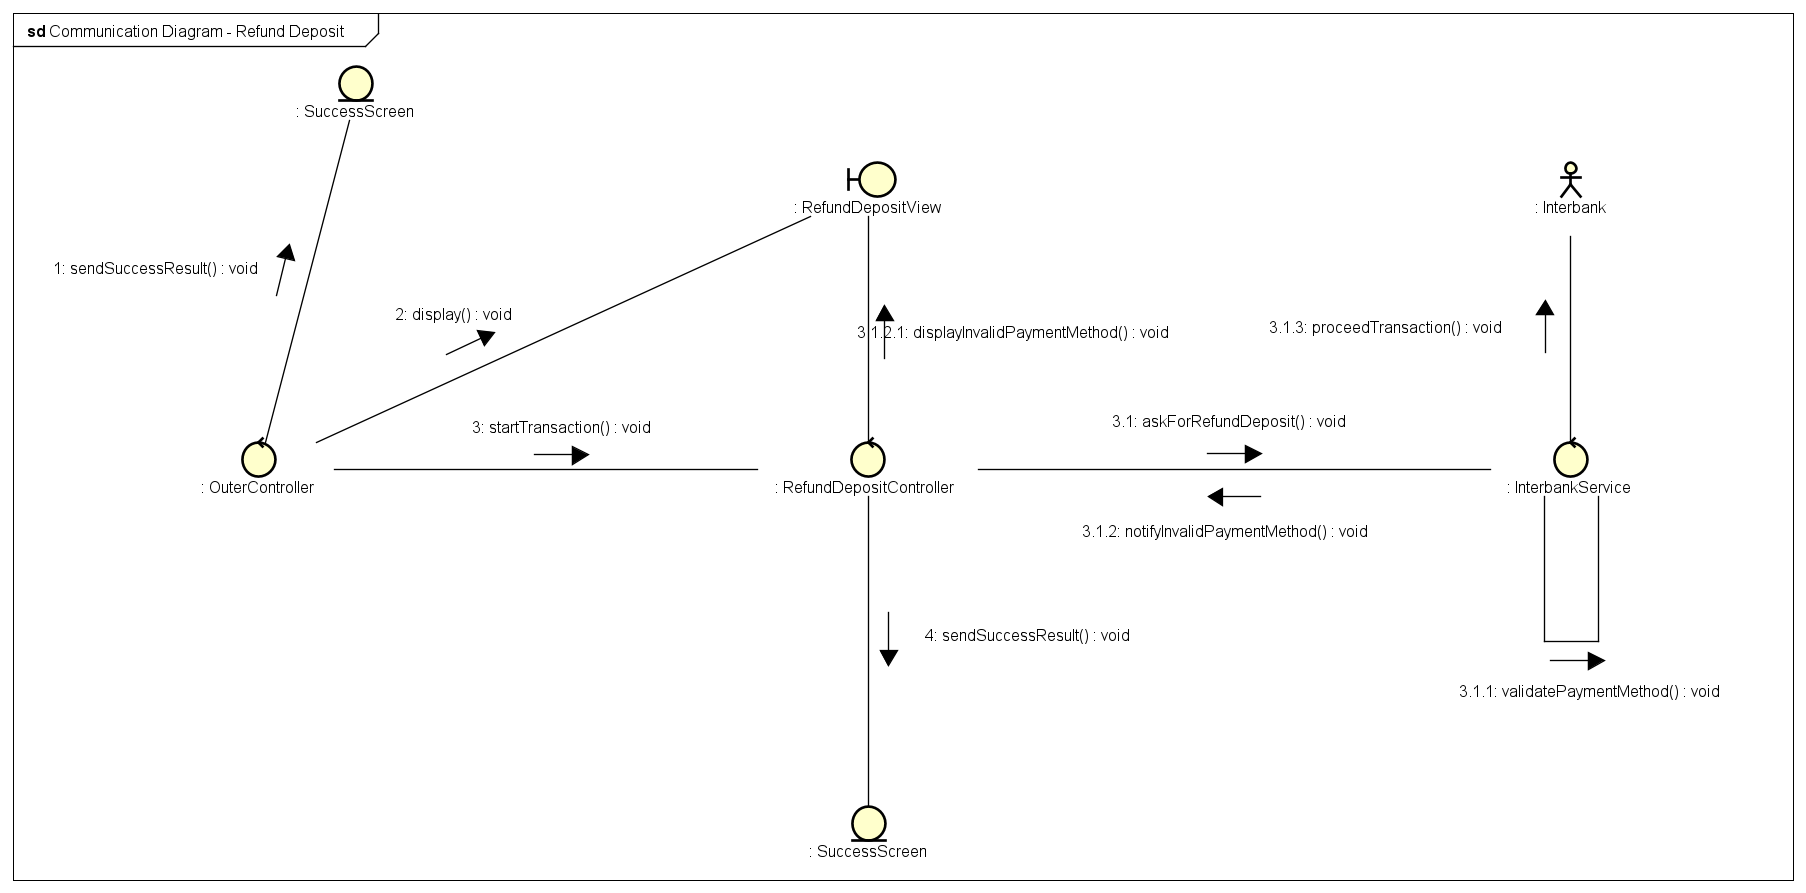 sd Communication Diagram - Refund Deposit
: SuccessScreen
: RefundDepositView
: Interbank
1: sendSuccessResult() : void
2: display() : void
3.1.2.1: displayInvalidPaymentMethod() : void
3.1.3: proceedTransaction() : void
3: startTransaction() : void
3.1: askForRefundDeposit() : void
: OuterController
: RefundDepositController
: InterbankService
3.1.2: notifyInvalidPaymentMethod() : void
4: sendSuccessResult() : void
3.1.1: validatePaymentMethod() : void
: SuccessScreen